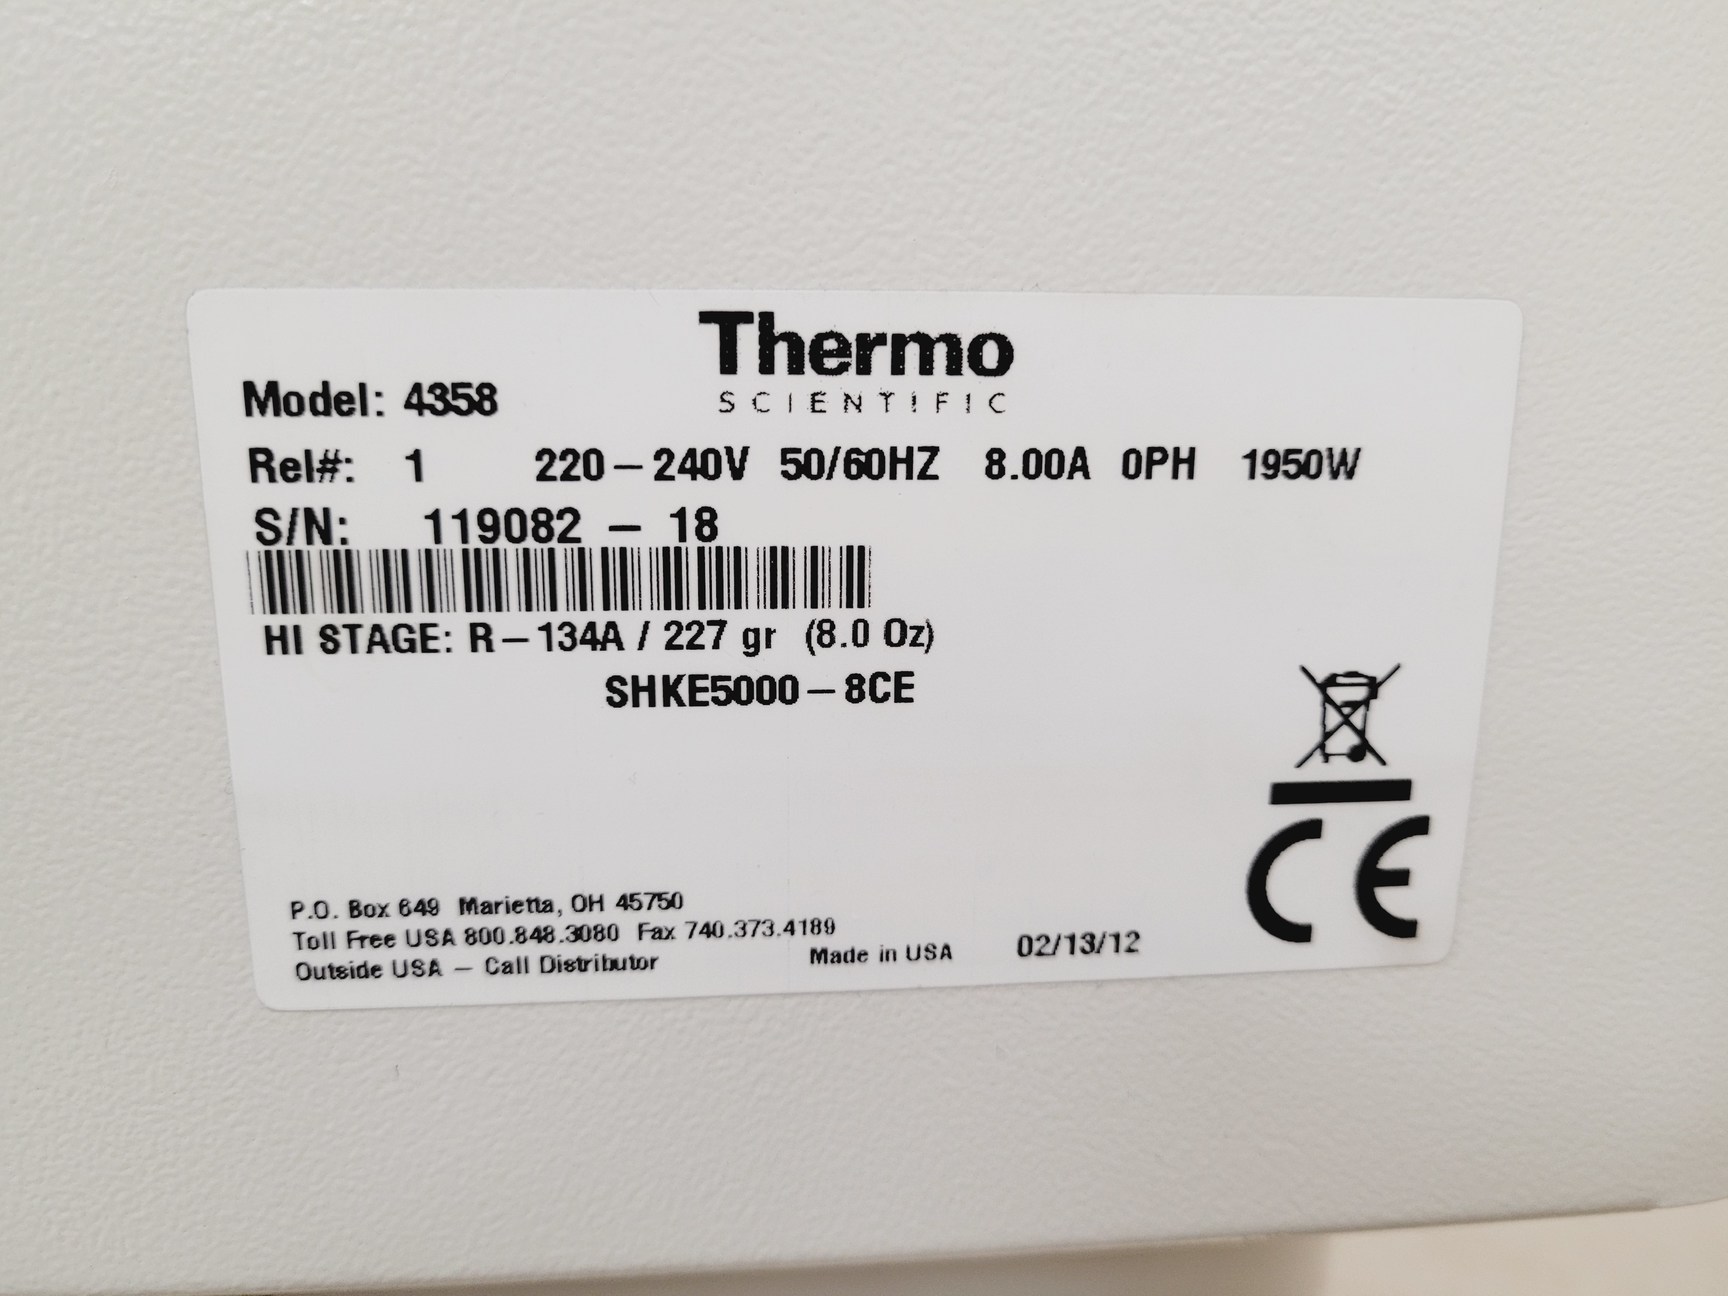 Thermo
SCIENTIFIC
Model: 4358
Rel#: 1 220-240V 50/60HZ 8.00A 0PH 1950W
S/N: 119082 - 18
HI STAGE: R-134A / 227 gr (8.0 Oz)
SHKE5000-8CE
CE
P.O. Box 649 Marietta, OH 45750
Toll Free USA 800.848.3080 Fax 740.373.4189
Outside USA - Call Distributor Made in USA 02/13/12